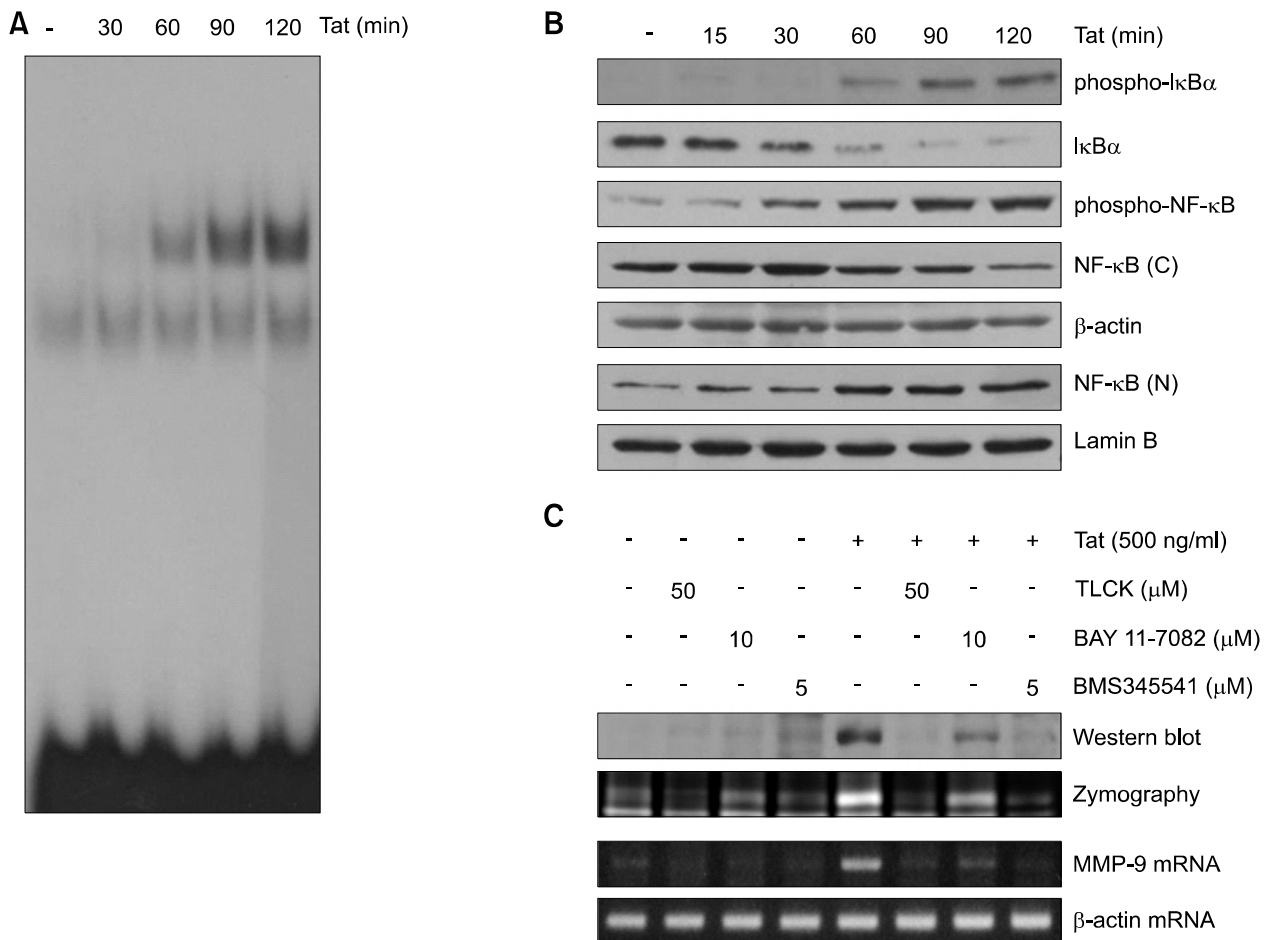 A
- 30 60 90 120 Tat (min)
B
- 15 30 60 90 120 Tat (min)
phospho-IκBα
IκBα
phospho-NF-κB
NF-κB (C)
β-actin
NF-κB (N)
Lamin B
C
- - - - + + + + Tat (500 ng/ml)
- 50 - - - 50 - - TLCK (μM)
- - 10 - - - 10 - BAY 11-7082 (μM)
- - - 5 - - - 5 BMS345541 (μM)
Western blot
Zymography
MMP-9 mRNA
β-actin mRNA